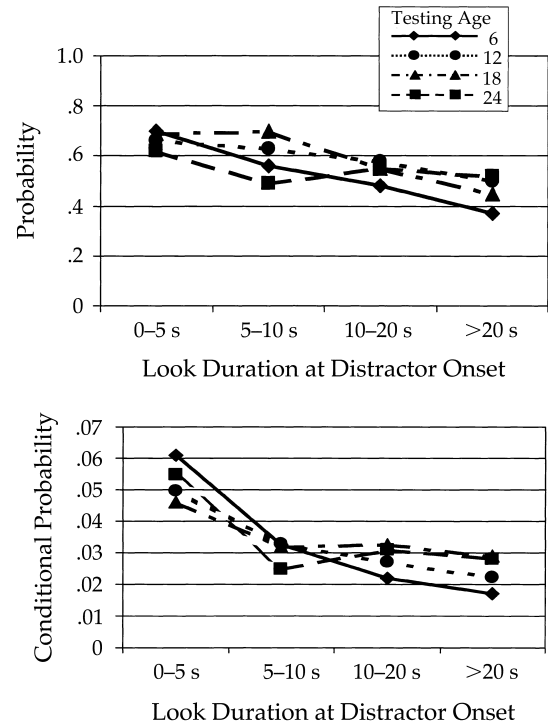 Testing Age
6
12
18
24
1.0
.8
.6
.4
.2
0
Probability
0–5 s 5–10 s 10–20 s >20 s
Look Duration at Distractor Onset
.07
.06
.05
.04
.03
.02
.01
0
Conditional Probability
0–5 s 5–10 s 10–20 s >20 s
Look Duration at Distractor Onset